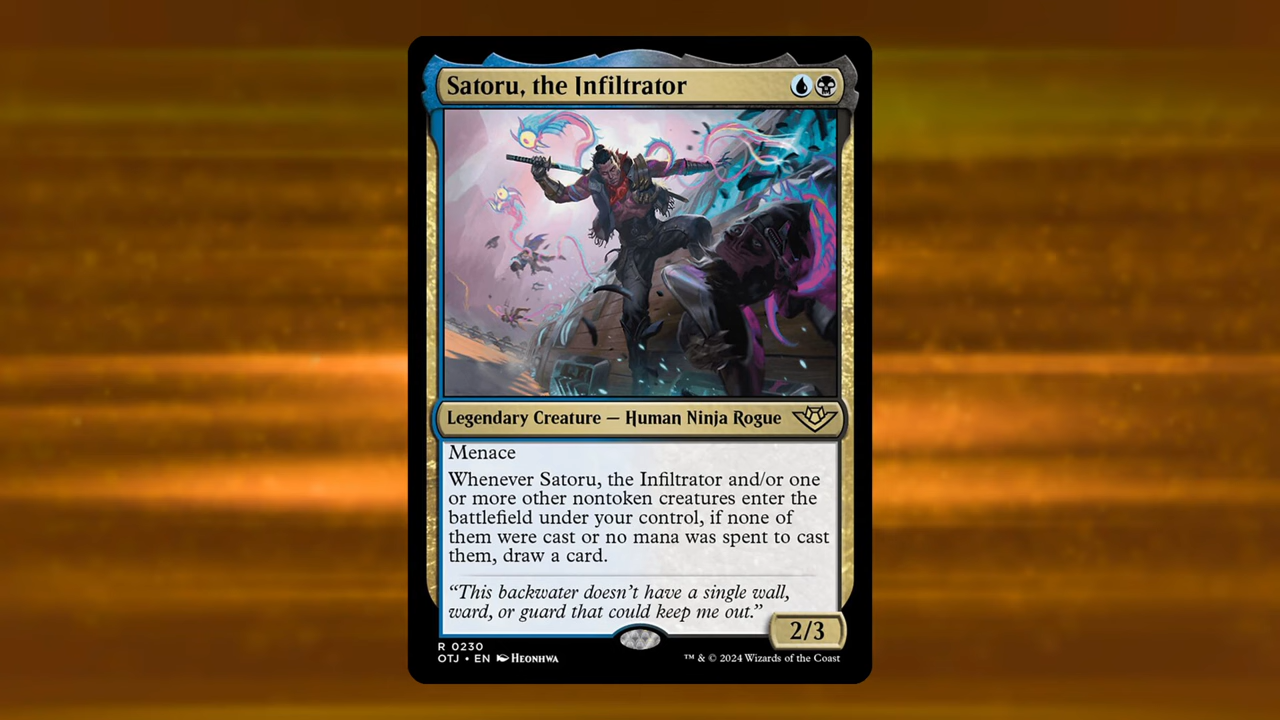 Satoru, the Infiltrator
Legendary Creature — Human Ninja Rogue
Menace
Whenever Satoru, the Infiltrator and/or one
or more other nontoken creatures enter the
battlefield under your control, if none of
them were cast or no mana was spent to cast
them, draw a card.
“This backwater doesn’t have a single wall,
ward, or guard that could keep me out.”
2/3
R 0230
OTJ • EN Heonhwa
™ & © 2024 Wizards of the Coast